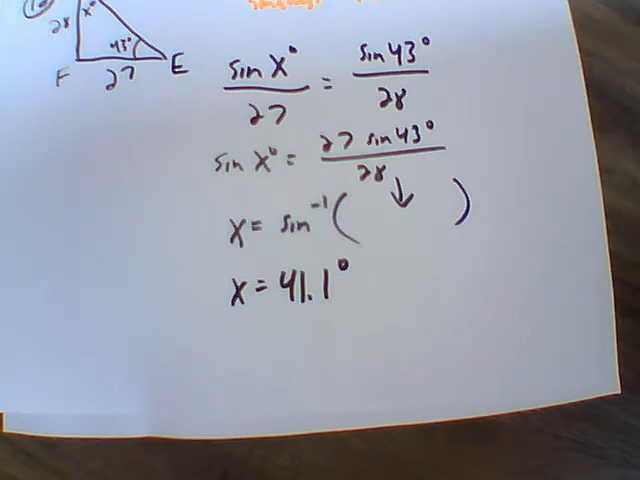 28
x°
43°
F 27 E
sin x° / 27 = sin 43° / 28
sin x° = 27 sin 43° / 28
x = sin⁻¹( ↓ )
x = 41.1°